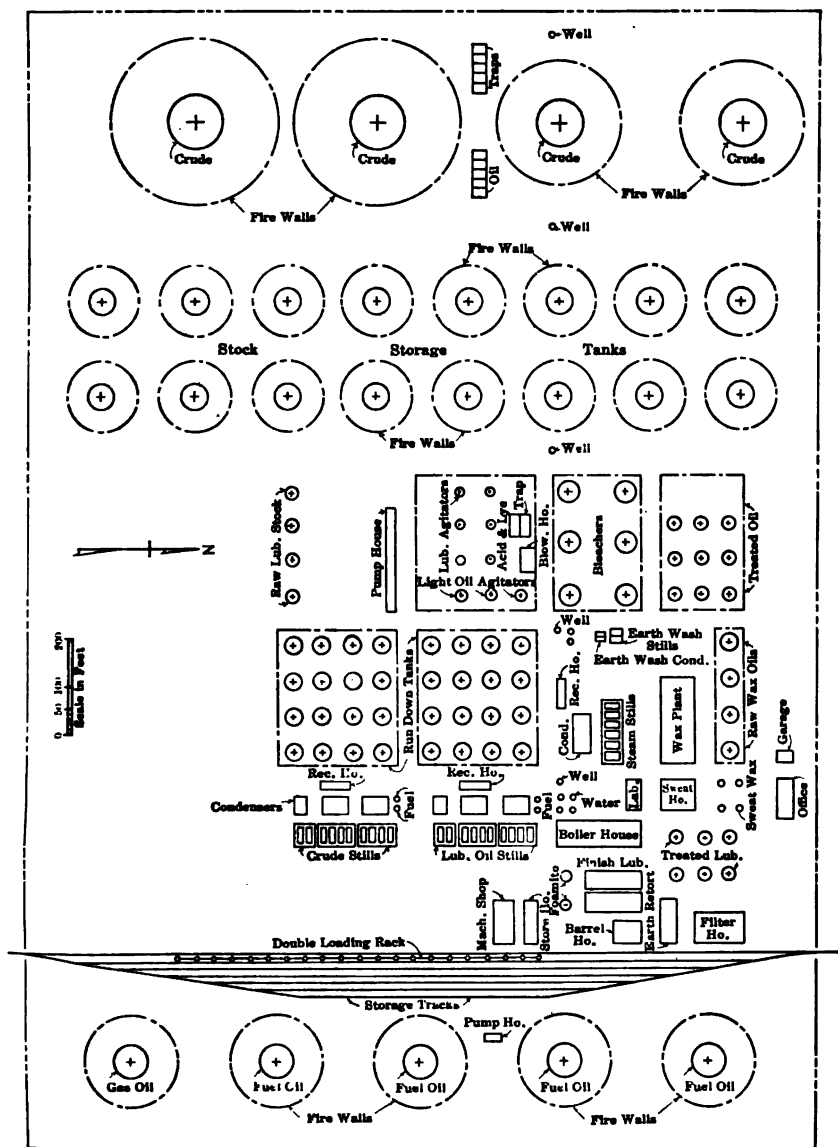 Well
Traps
Crude
Crude
Crude
Crude
Oil
Fire Walls
Fire Walls
Well
Fire Walls
Stock
Storage
Tanks
Fire Walls
Well
Raw Lub. Stock
Pump House
Lub. Agitators
Acid & Lye
Trap
Blow. Ho.
Bleachers
Treated Oil
Light Oil Agitators
N
200
100
50
0
Scale in Feet
Run Down Tanks
Well
Earth Wash
Stills
Earth Wash Cond.
Rec. Ho.
Cond.
Steam Stills
Wax Plant
Raw Wax Oils
Garage
Rec. Ho.
Rec. Ho.
Well
Condensers
Fuel
Fuel
Water
Lab.
Sweat
Ho.
Sweat Wax
Office
Boiler House
Crude Stills
Lub. Oil Stills
Treated Lub.
Finish Lub.
Foamite
Mach. Shop
Store Ho.
Barrel
Ho.
Earth Retort
Filter
Ho.
Double Loading Rack
Storage Tracks
Pump Ho.
Gas Oil
Fuel Oil
Fuel Oil
Fuel Oil
Fuel Oil
Fire Walls
Fire Walls